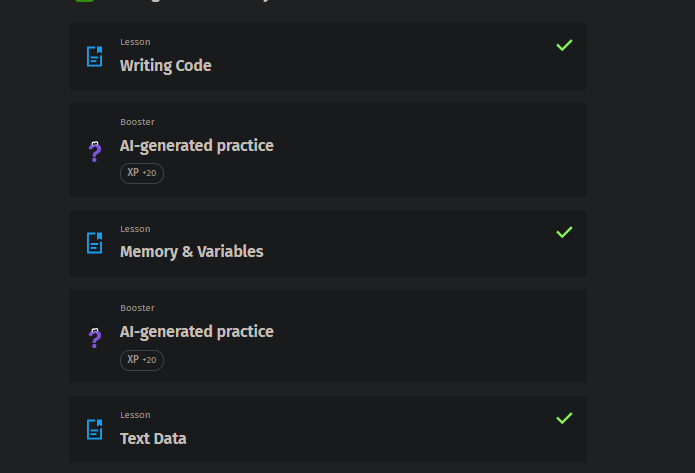 Lesson
Writing Code
Booster
AI-generated practice
XP +20
Lesson
Memory & Variables
Booster
AI-generated practice
XP +20
Lesson
Text Data